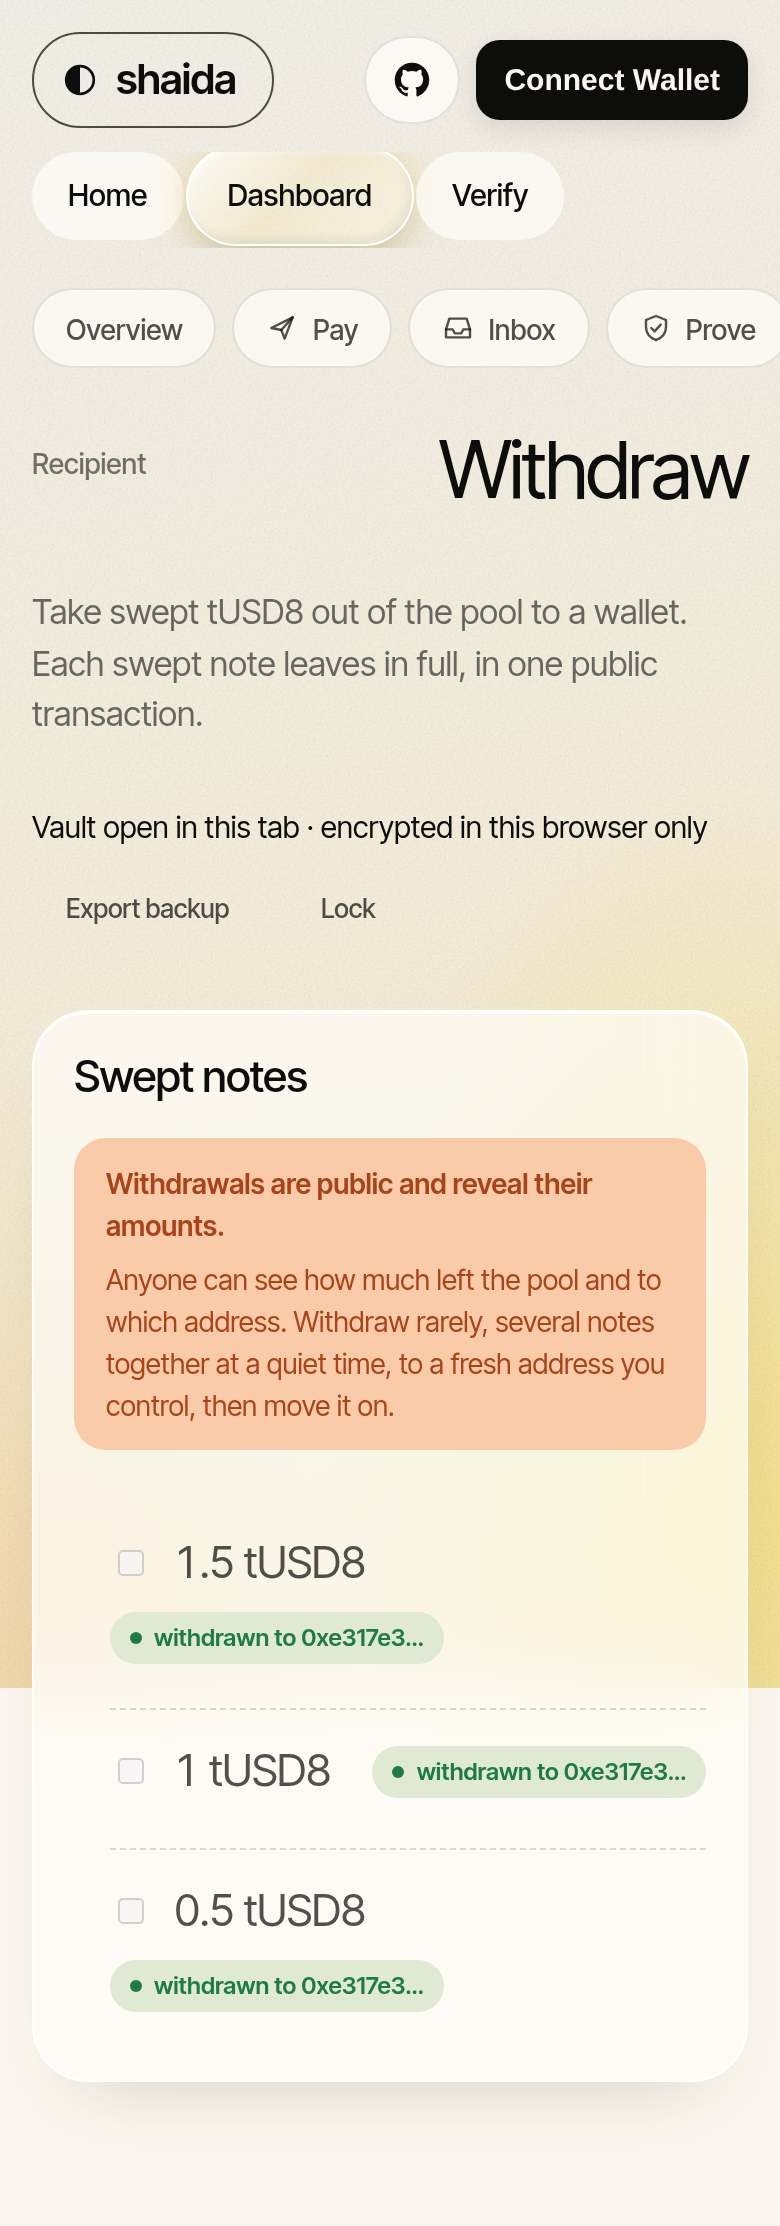 shaida
Connect Wallet
Home
Dashboard
Verify
Overview
Pay
Inbox
Prove
Recipient
Withdraw
Take swept tUSD8 out of the pool to a wallet.
Each swept note leaves in full, in one public
transaction.
Vault open in this tab · encrypted in this browser only
Export backup
Lock
Swept notes
Withdrawals are public and reveal their
amounts.
Anyone can see how much left the pool and to
which address. Withdraw rarely, several notes
together at a quiet time, to a fresh address you
control, then move it on.
1.5 tUSD8
withdrawn to 0xe317e3...
1 tUSD8
withdrawn to 0xe317e3...
0.5 tUSD8
withdrawn to 0xe317e3...